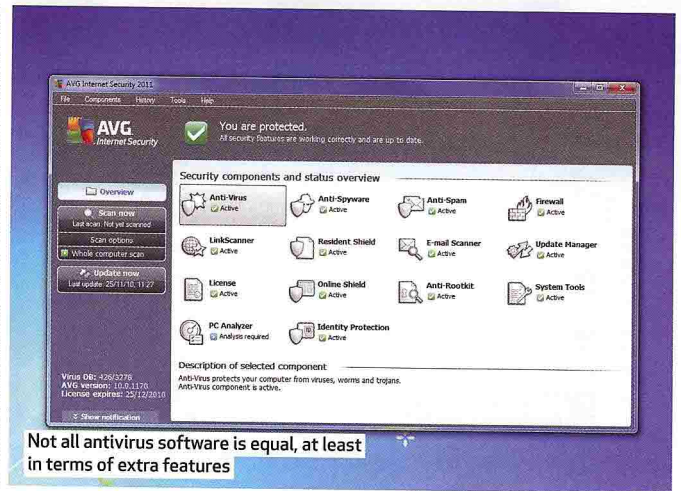 AVG Internet Security 2011
File Components History Tools Help
AVG
Internet Security
You are protected.
All security features are working correctly and are up to date.
Security components and status overview
Overview
Scan now
Last scan: Not yet scanned
Scan options
Whole computer scan
Update now
Last update: 25/11/10, 11:27
Anti-Virus
Active
Anti-Spyware
Active
Anti-Spam
Active
Firewall
Active
LinkScanner
Active
Resident Shield
Active
E-mail Scanner
Active
Update Manager
Active
License
Active
Online Shield
Active
Anti-Rootkit
Active
System Tools
Active
PC Analyzer
Analysis required
Identity Protection
Active
Description of selected component
Anti-Virus protects your computer from viruses, worms and trojans.
Anti-Virus component is active.
Virus DB: 426/3278
AVG version: 10.0.1170
License expires: 25/12/2010
Show notification
Not all antivirus software is equal, at least
in terms of extra features